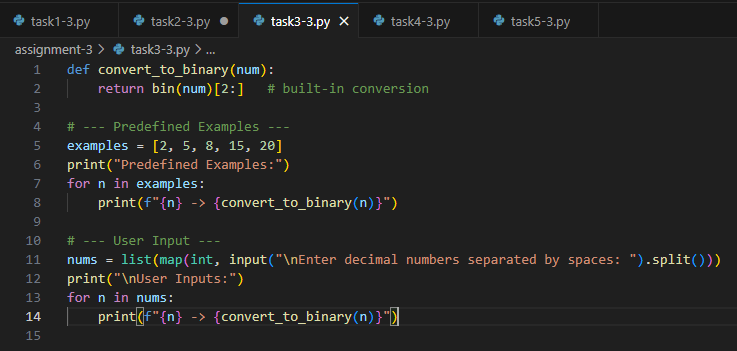 task1-3.py task2-3.py task3-3.py task4-3.py task5-3.py
assignment-3 > task3-3.py > ...
1 def convert_to_binary(num):
2     return bin(num)[2:]   # built-in conversion
3
4 # --- Predefined Examples ---
5 examples = [2, 5, 8, 15, 20]
6 print("Predefined Examples:")
7 for n in examples:
8     print(f"{n} -> {convert_to_binary(n)}")
9
10 # --- User Input ---
11 nums = list(map(int, input("\nEnter decimal numbers separated by spaces: ").split()))
12 print("\nUser Inputs:")
13 for n in nums:
14     print(f"{n} -> {convert_to_binary(n)}")
15